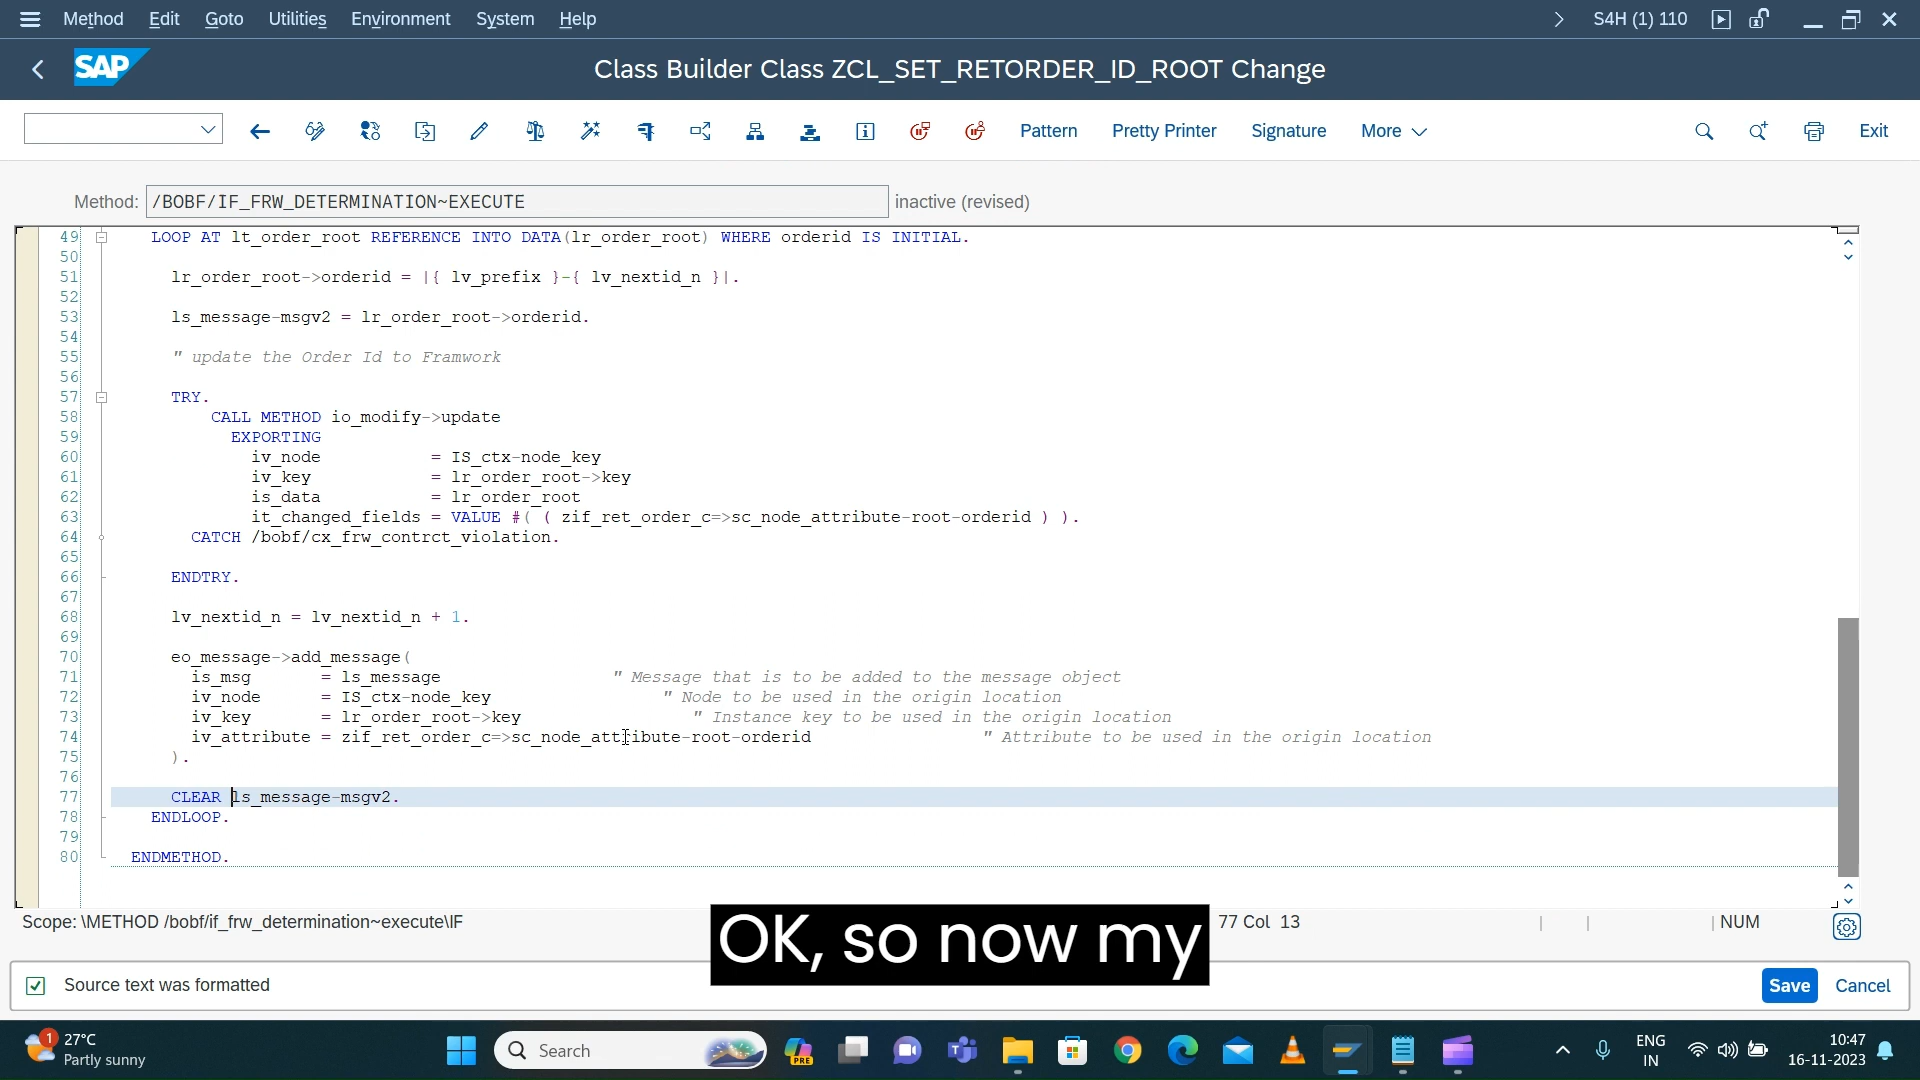 Method Edit Goto Utilities Environment System Help S4H (1) 110
SAP Class Builder Class ZCL_SET_RETORDER_ID_ROOT Change
Pattern Pretty Printer Signature More Exit
Method: /BOBF/IF_FRW_DETERMINATION~EXECUTE inactive (revised)
49 LOOP AT lt_order_root REFERENCE INTO DATA(lr_order_root) WHERE orderid IS INITIAL.
50
51 lr_order_root->orderid = |{ lv_prefix }-{ lv_nextid_n }|.
52
53 ls_message-msgv2 = lr_order_root->orderid.
54
55 " update the Order Id to Framwork
56
57 TRY.
58 CALL METHOD io_modify->update
59 EXPORTING
60 iv_node = IS_ctx-node_key
61 iv_key = lr_order_root->key
62 is_data = lr_order_root
63 it_changed_fields = VALUE #( ( zif_ret_order_c=>sc_node_attribute-root-orderid ) ).
64 CATCH /bobf/cx_frw_contrct_violation.
65
66 ENDTRY.
67
68 lv_nextid_n = lv_nextid_n + 1.
69
70 eo_message->add_message(
71 is_msg = ls_message " Message that is to be added to the message object
72 iv_node = IS_ctx-node_key " Node to be used in the origin location
73 iv_key = lr_order_root->key " Instance key to be used in the origin location
74 iv_attribute = zif_ret_order_c=>sc_node_attribute-root-orderid " Attribute to be used in the origin location
75 ).
76
77 CLEAR ls_message-msgv2.
78 ENDLOOP.
79
80 ENDMETHOD.
Scope: \METHOD /bobf/if_frw_determination~execute\IF 77 Col 13 NUM
OK, so now my
Source text was formatted Save Cancel
1 27°C
Partly sunny
Search
PRE
ENG
IN
10:47
16-11-2023